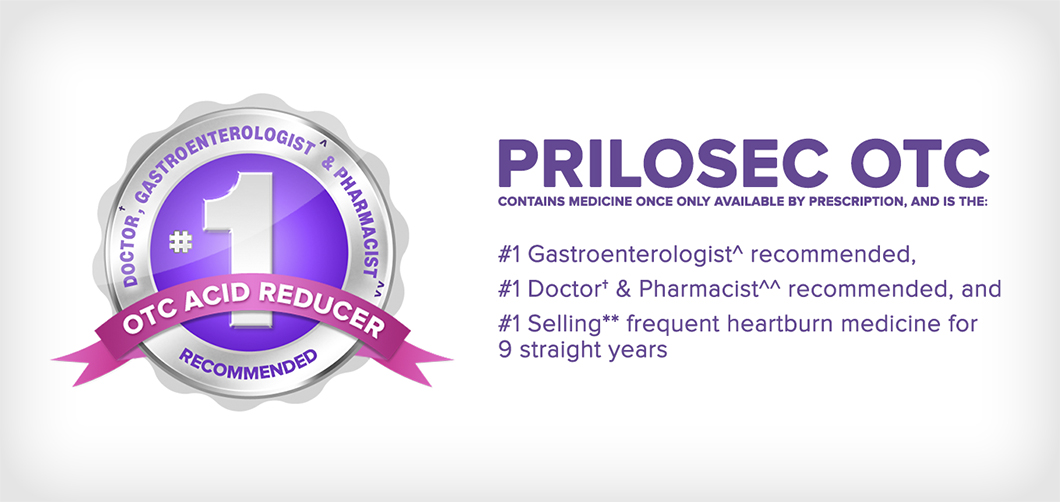 DOCTOR†, GASTROENTEROLOGIST^ & PHARMACIST^^
#1
OTC ACID REDUCER
RECOMMENDED
PRILOSEC OTC
CONTAINS MEDICINE ONCE ONLY AVAILABLE BY PRESCRIPTION, AND IS THE:
#1 Gastroenterologist^ recommended,
#1 Doctor† & Pharmacist^^ recommended, and
#1 Selling** frequent heartburn medicine for
9 straight years